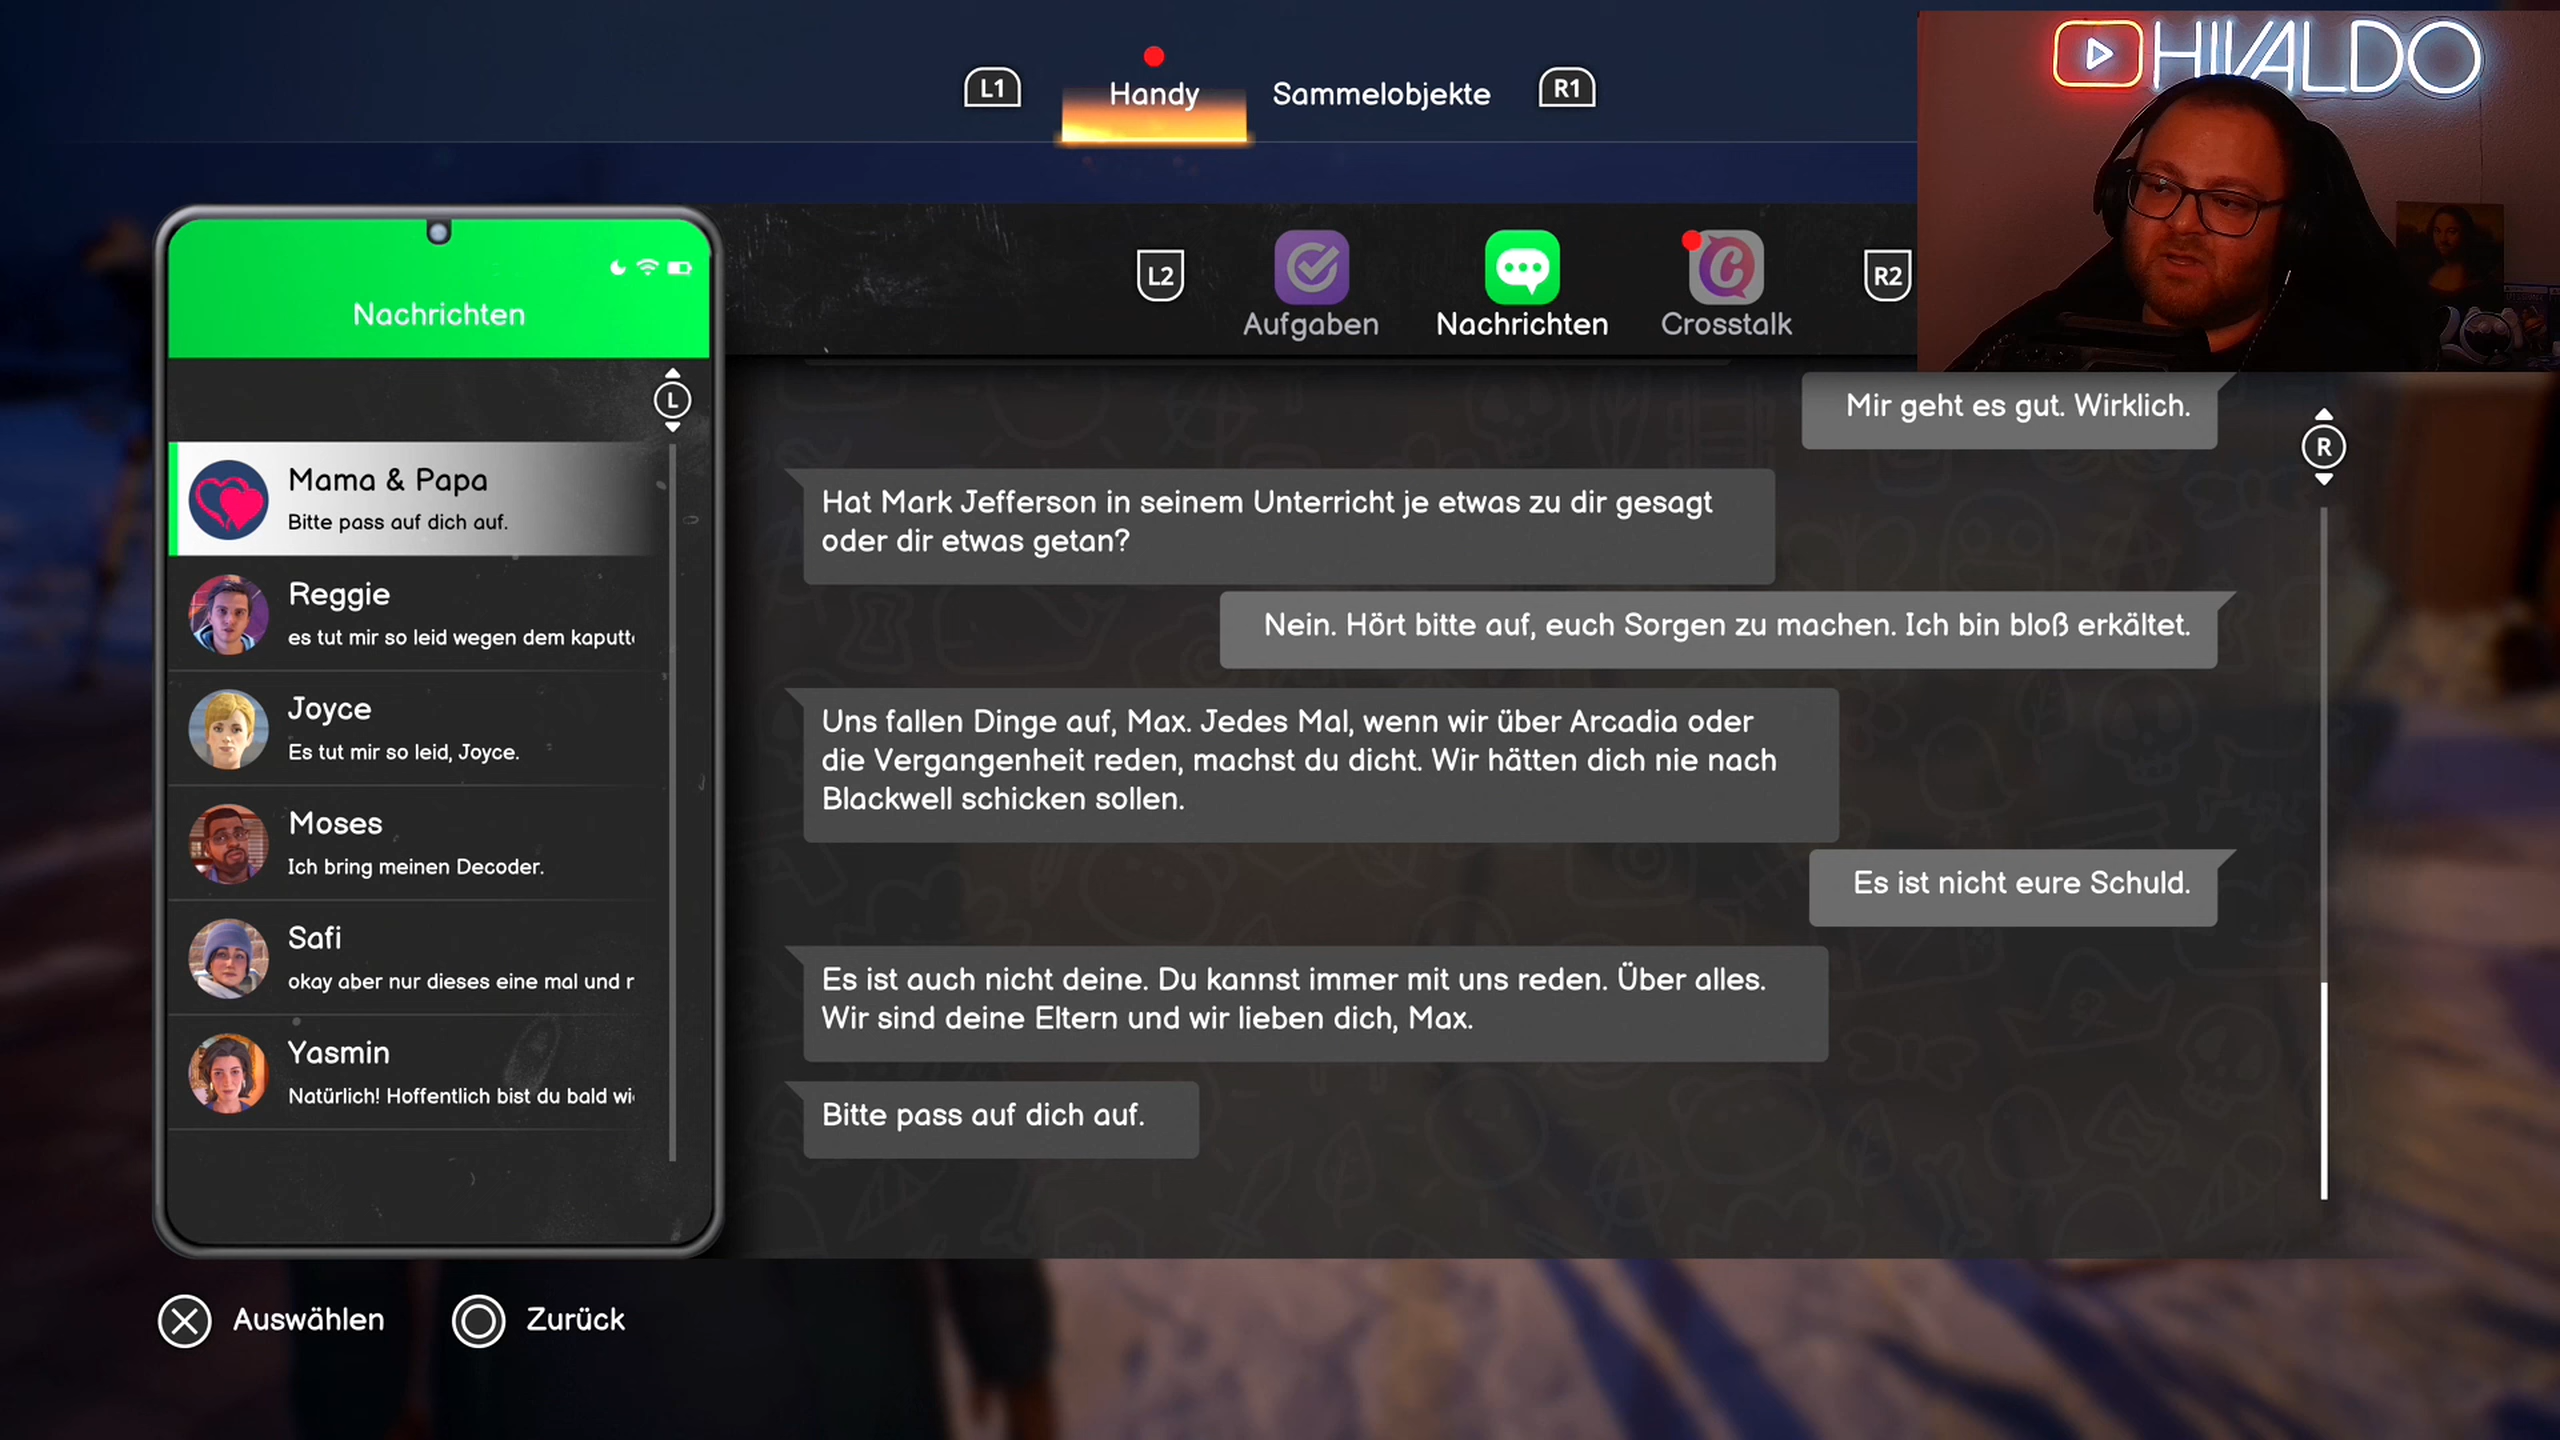 HIVALDO
L1
Handy
Sammelobjekte
R1
L2
Aufgaben
Nachrichten
Crosstalk
R2
Nachrichten
L
Mama & Papa
Bitte pass auf dich auf.
Reggie
es tut mir so leid wegen dem kaputt
Joyce
Es tut mir so leid, Joyce.
Moses
Ich bring meinen Decoder.
Safi
okay aber nur dieses eine mal und
Yasmin
Natürlich! Hoffentlich bist du bald
R
Mir geht es gut. Wirklich.
Hat Mark Jefferson in seinem Unterricht je etwas zu dir gesagt
oder dir etwas getan?
Nein. Hört bitte auf, euch Sorgen zu machen. Ich bin bloß erkältet.
Uns fallen Dinge auf, Max. Jedes Mal, wenn wir über Arcadia oder
die Vergangenheit reden, machst du dicht. Wir hätten dich nie nach
Blackwell schicken sollen.
Es ist nicht eure Schuld.
Es ist auch nicht deine. Du kannst immer mit uns reden. Über alles.
Wir sind deine Eltern und wir lieben dich, Max.
Bitte pass auf dich auf.
Auswählen
Zurück